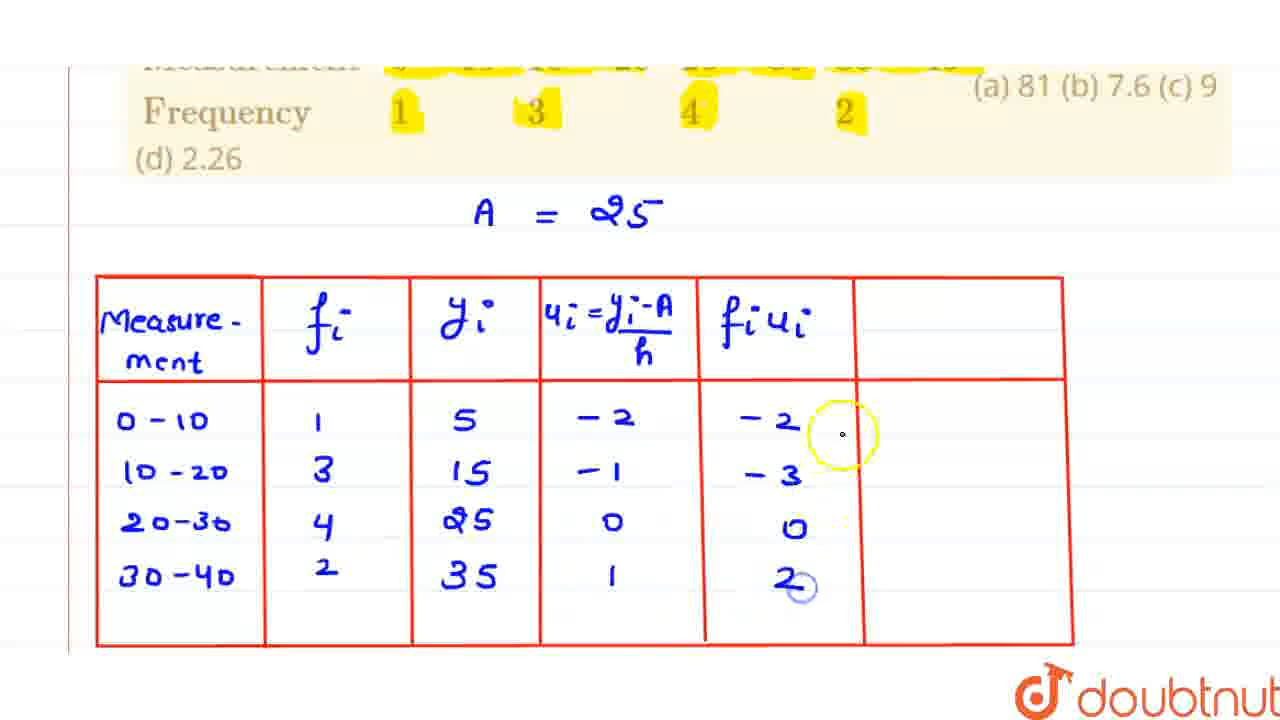 (a) 81 (b) 7.6 (c) 9
Frequency 1 3 4 2
(d) 2.26
A = 25
Measure-ment fi yi ui = yi-A/h fiui
0-10 1 5 -2 -2
10-20 3 15 -1 -3
20-30 4 25 0 0
30-40 2 35 1 2
doubtnut